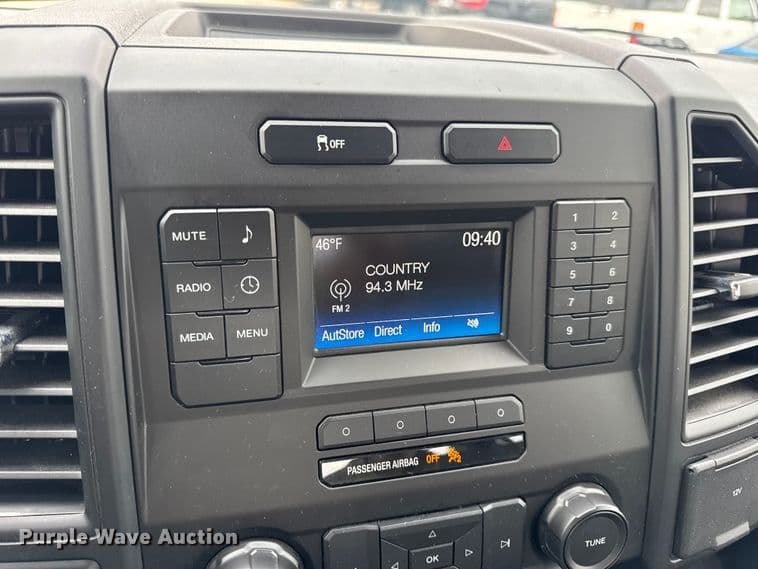 OFF
MUTE
RADIO
MEDIA
MENU
46°F
09:40
COUNTRY
94.3 MHz
FM 2
AutStore Direct Info
1 2
3 4
5 6
7 8
9 0
PASSENGER AIRBAG OFF 2
OK
TUNE
12V
Purple Wave Auction